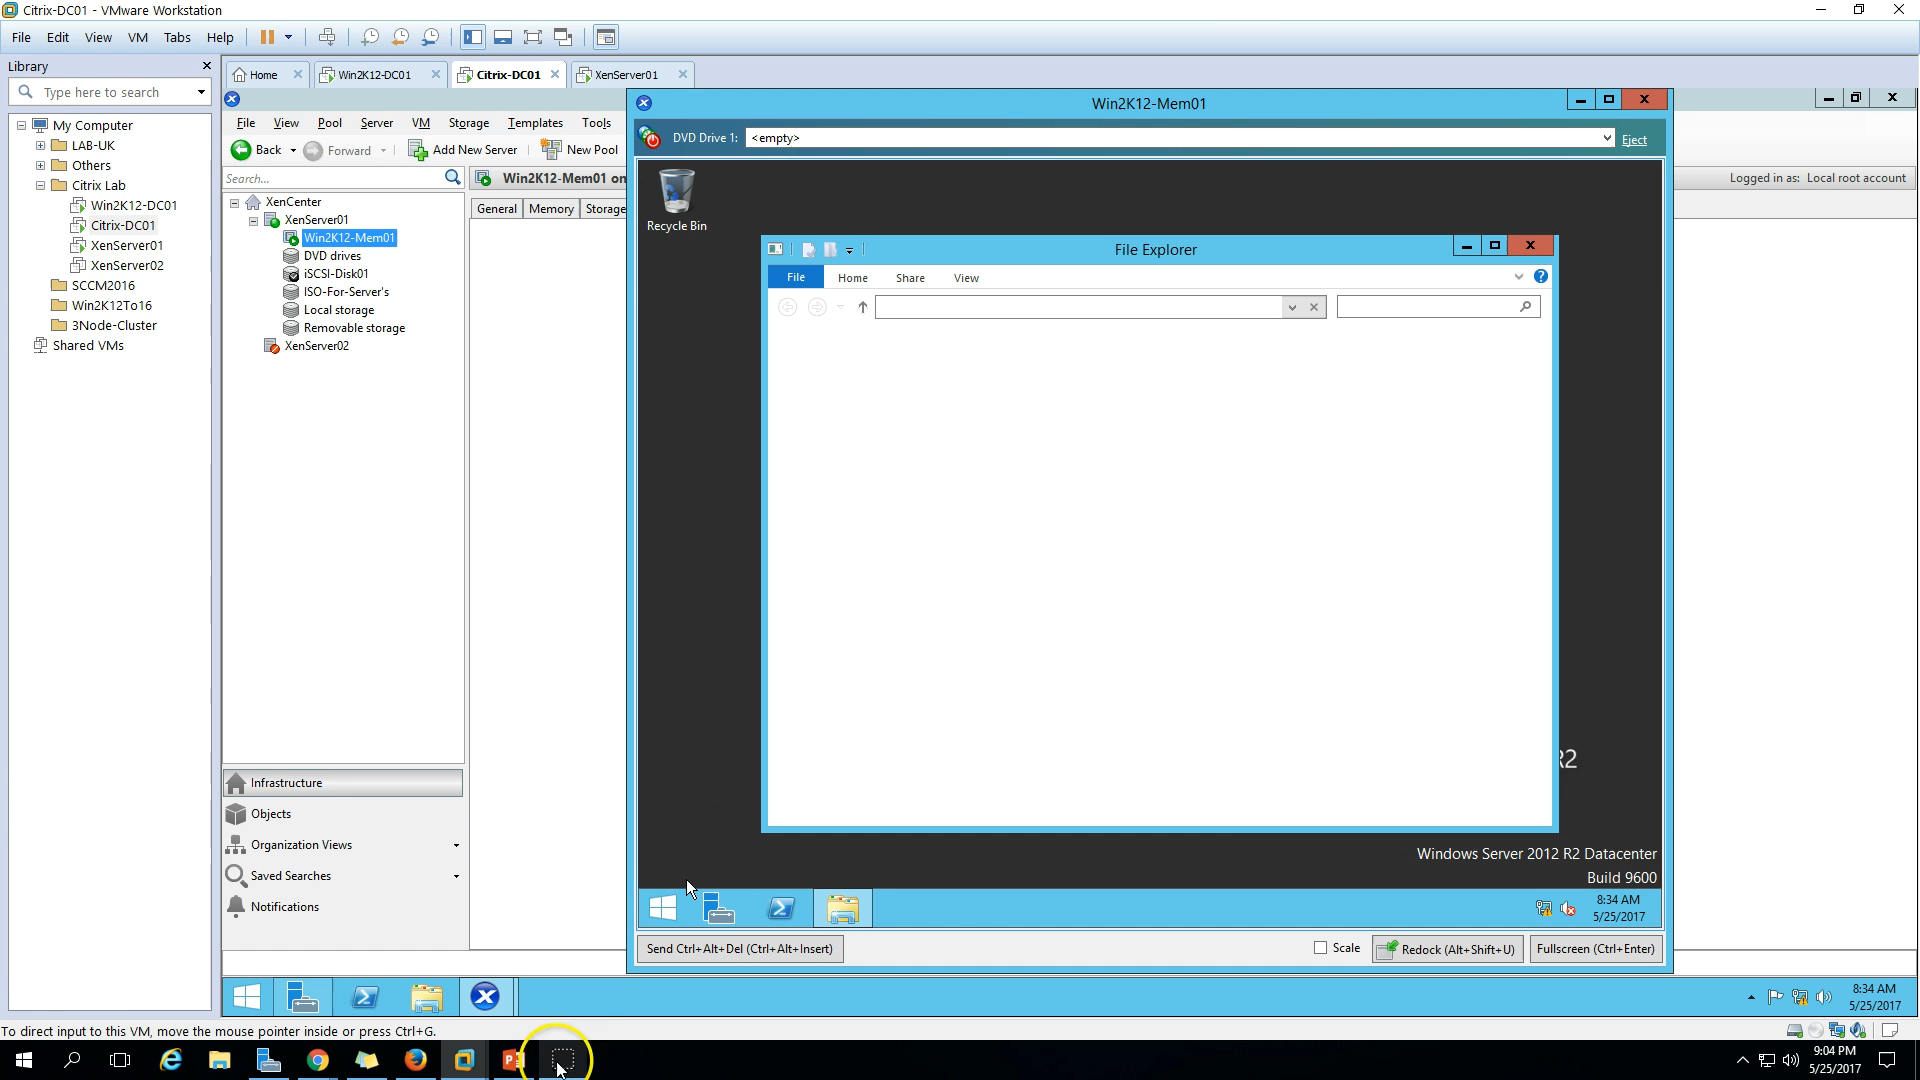 Citrix-DC01 - VMware Workstation
File Edit View VM Tabs Help
Library
Type here to search
My Computer
LAB-UK
Others
Citrix Lab
Win2K12-DC01
Citrix-DC01
XenServer01
XenServer02
SCCM2016
Win2K12To16
3Node-Cluster
Shared VMs
Home Win2K12-DC01 Citrix-DC01 XenServer01
File View Pool Server VM Storage Templates Tools
Back Forward Add New Server New Pool
Search...
Win2K12-Mem01 on
Logged in as: Local root account
General Memory Storage
XenCenter
XenServer01
Win2K12-Mem01
DVD drives
iSCSI-Disk01
ISO-For-Server's
Local storage
Removable storage
XenServer02
Infrastructure
Objects
Organization Views
Saved Searches
Notifications
Win2K12-Mem01
DVD Drive 1: <empty> Eject
Recycle Bin
File Explorer
File Home Share View
R2
Windows Server 2012 R2 Datacenter
Build 9600
8:34 AM
5/25/2017
Send Ctrl+Alt+Del (Ctrl+Alt+Insert) Scale Redock (Alt+Shift+U) Fullscreen (Ctrl+Enter)
8:34 AM
5/25/2017
To direct input to this VM, move the mouse pointer inside or press Ctrl+G.
9:04 PM
5/25/2017